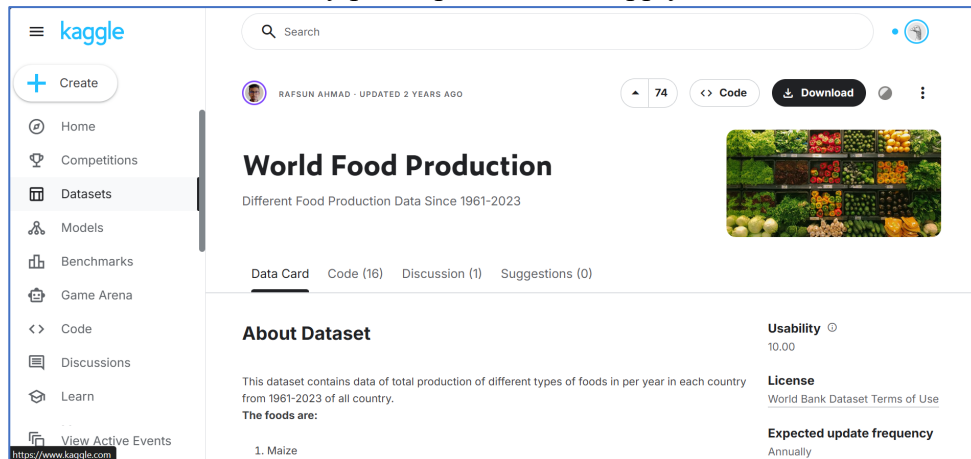 kaggle
Search
Create
Home
Competitions
Datasets
Models
Benchmarks
Game Arena
Code
Discussions
Learn
View Active Events
https://www.kaggle.com
RAFSUN AHMAD · UPDATED 2 YEARS AGO
74
<> Code
Download
World Food Production
Different Food Production Data Since 1961-2023
Data Card Code (16) Discussion (1) Suggestions (0)
About Dataset
This dataset contains data of total production of different types of foods in per year in each country
from 1961-2023 of all country.
The foods are:
1. Maize
Usability
10.00
License
World Bank Dataset Terms of Use
Expected update frequency
Annually